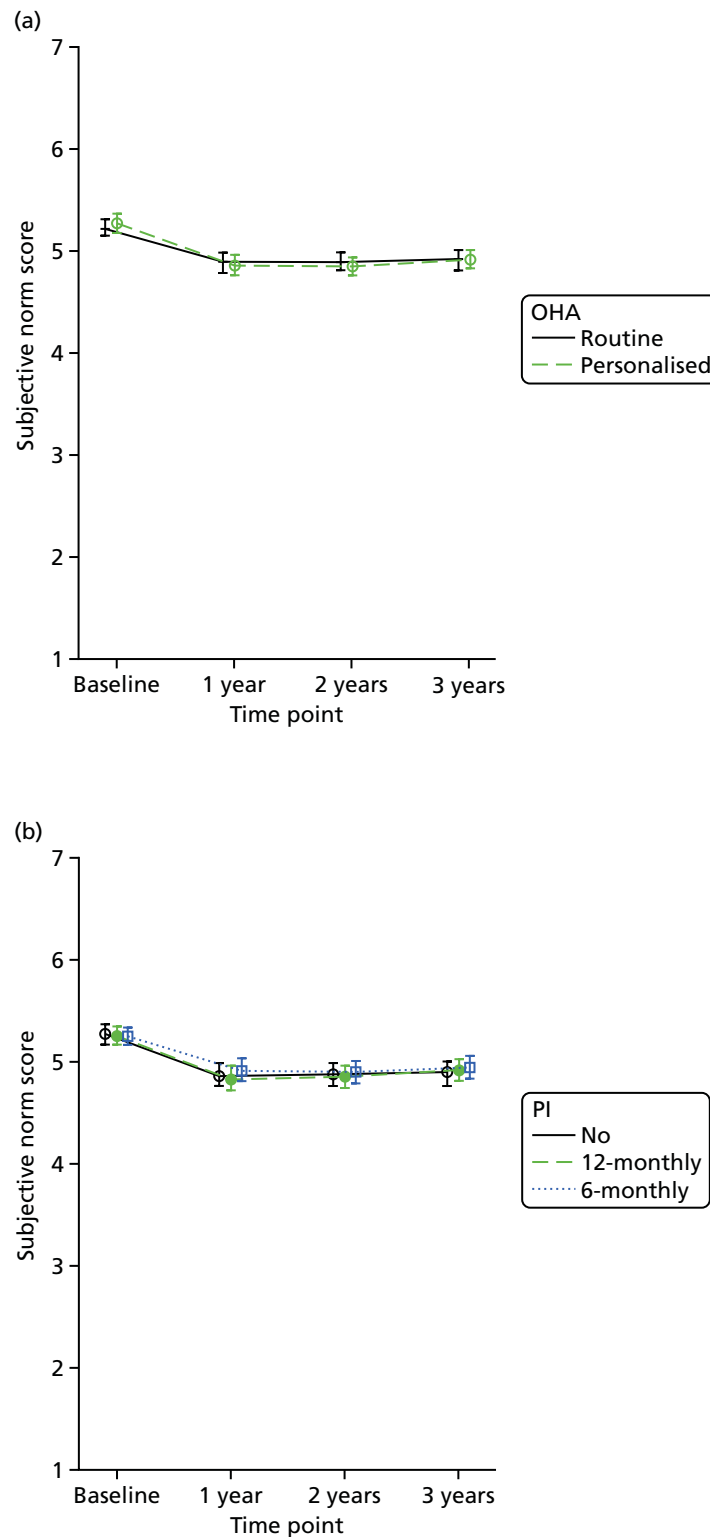 (a)
7
6
5
4
3
2
1
Subjective norm score
Baseline 1 year 2 years 3 years
Time point
OHA
Routine
Personalised
(b)
7
6
5
4
3
2
1
Subjective norm score
Baseline 1 year 2 years 3 years
Time point
PI
No
12-monthly
6-monthly